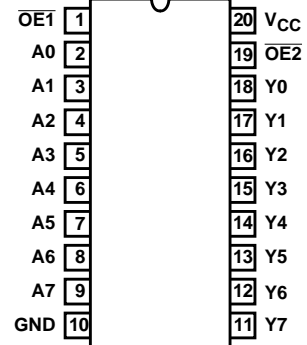 OE1 1 20 VCC
A0 2 19 OE2
A1 3 18 Y0
A2 4 17 Y1
A3 5 16 Y2
A4 6 15 Y3
A5 7 14 Y4
A6 8 13 Y5
A7 9 12 Y6
GND 10 11 Y7